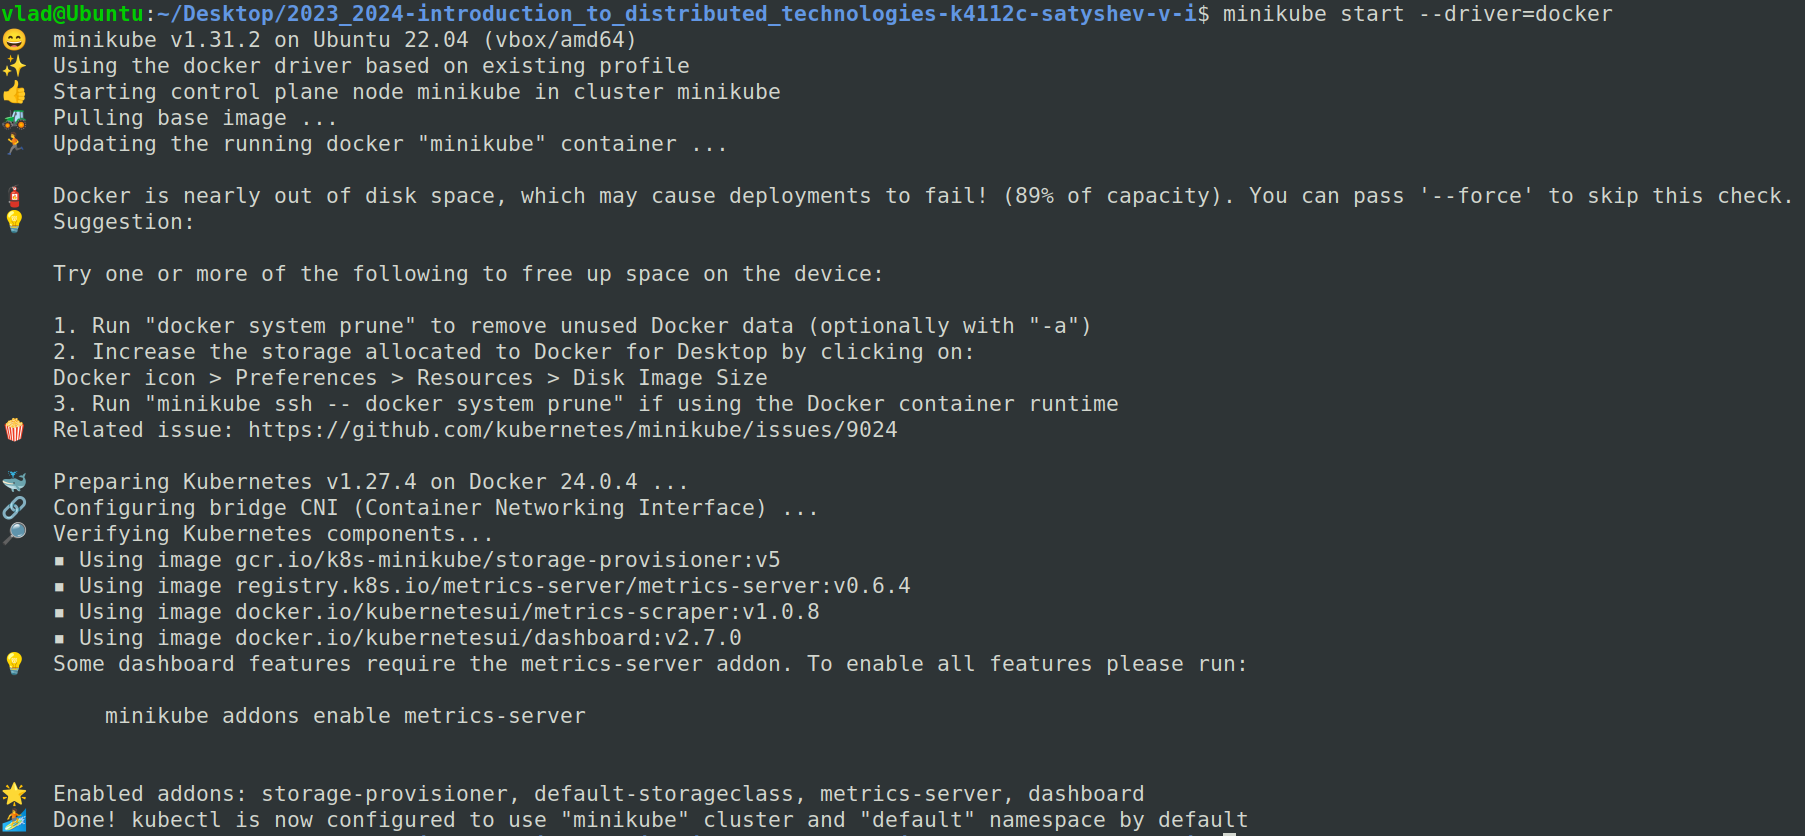 vlad@Ubuntu:~/Desktop/2023_2024-introduction_to_distributed_technologies-k4112c-satyshev-v-i$ minikube start --driver=docker
😄  minikube v1.31.2 on Ubuntu 22.04 (vbox/amd64)
✨  Using the docker driver based on existing profile
👍  Starting control plane node minikube in cluster minikube
🚜  Pulling base image ...
🏃  Updating the running docker "minikube" container ...
🧯  Docker is nearly out of disk space, which may cause deployments to fail! (89% of capacity). You can pass '--force' to skip this check.
💡  Suggestion:
Try one or more of the following to free up space on the device:
1. Run "docker system prune" to remove unused Docker data (optionally with "-a")
2. Increase the storage allocated to Docker for Desktop by clicking on:
Docker icon > Preferences > Resources > Disk Image Size
3. Run "minikube ssh -- docker system prune" if using the Docker container runtime
🍿  Related issue: https://github.com/kubernetes/minikube/issues/9024
🐳  Preparing Kubernetes v1.27.4 on Docker 24.0.4 ...
🔗  Configuring bridge CNI (Container Networking Interface) ...
🔎  Verifying Kubernetes components...
▪ Using image gcr.io/k8s-minikube/storage-provisioner:v5
▪ Using image registry.k8s.io/metrics-server/metrics-server:v0.6.4
▪ Using image docker.io/kubernetesui/metrics-scraper:v1.0.8
▪ Using image docker.io/kubernetesui/dashboard:v2.7.0
💡  Some dashboard features require the metrics-server addon. To enable all features please run:
minikube addons enable metrics-server
🌟  Enabled addons: storage-provisioner, default-storageclass, metrics-server, dashboard
🏄  Done! kubectl is now configured to use "minikube" cluster and "default" namespace by default